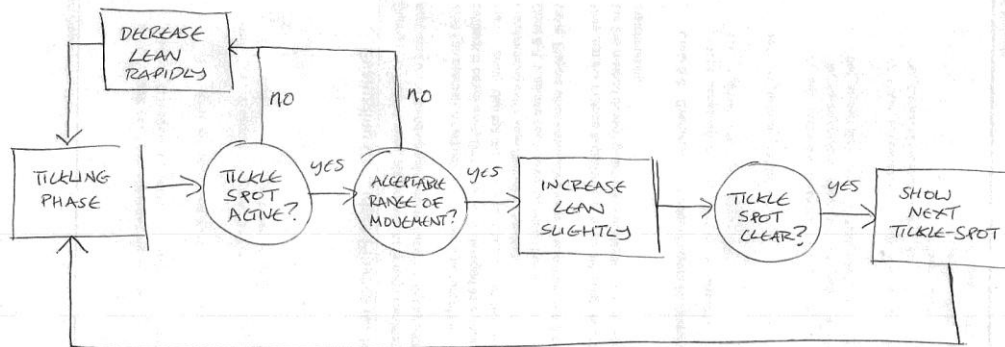 DECREASE
LEAN
RAPIDLY
NO
NO
TICKLING
PHASE
TICKLE
SPOT
ACTIVE?
YES
ACCEPTABLE
RANGE OF
MOVEMENT?
YES
INCREASE
LEAN
SLIGHTLY
TICKLE
SPOT
CLEAR?
YES
SHOW
NEXT
TICKLE-SPOT